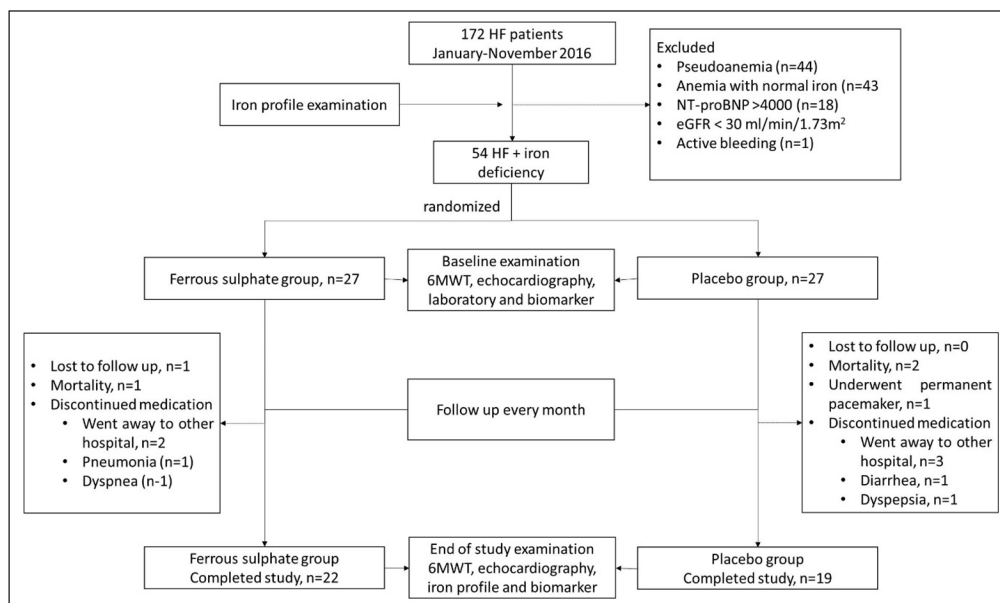 172 HF patients
January-November 2016
Excluded
• Pseudoanemia (n=44)
• Anemia with normal iron (n=43
• NT-proBNP >4000 (n=18)
• eGFR < 30 ml/min/1.73m²
• Active bleeding (n=1)
Iron profile examination
54 HF + iron
deficiency
randomized
Ferrous sulphate group, n=27
Baseline examination
6MWT, echocardiography,
laboratory and biomarker
Placebo group, n=27
• Lost to follow up, n=1
• Mortality, n=1
• Discontinued medication
• Went away to other
hospital, n=2
• Pneumonia (n=1)
• Dyspnea (n-1)
Follow up every month
• Lost to follow up, n=0
• Mortality, n=2
• Underwent permanent
pacemaker, n=1
• Discontinued medication
• Went away to other
hospital, n=3
• Diarrhea, n=1
• Dyspepsia, n=1
Ferrous sulphate group
Completed study, n=22
End of study examination
6MWT, echocardiography,
iron profile and biomarker
Placebo group
Completed study, n=19